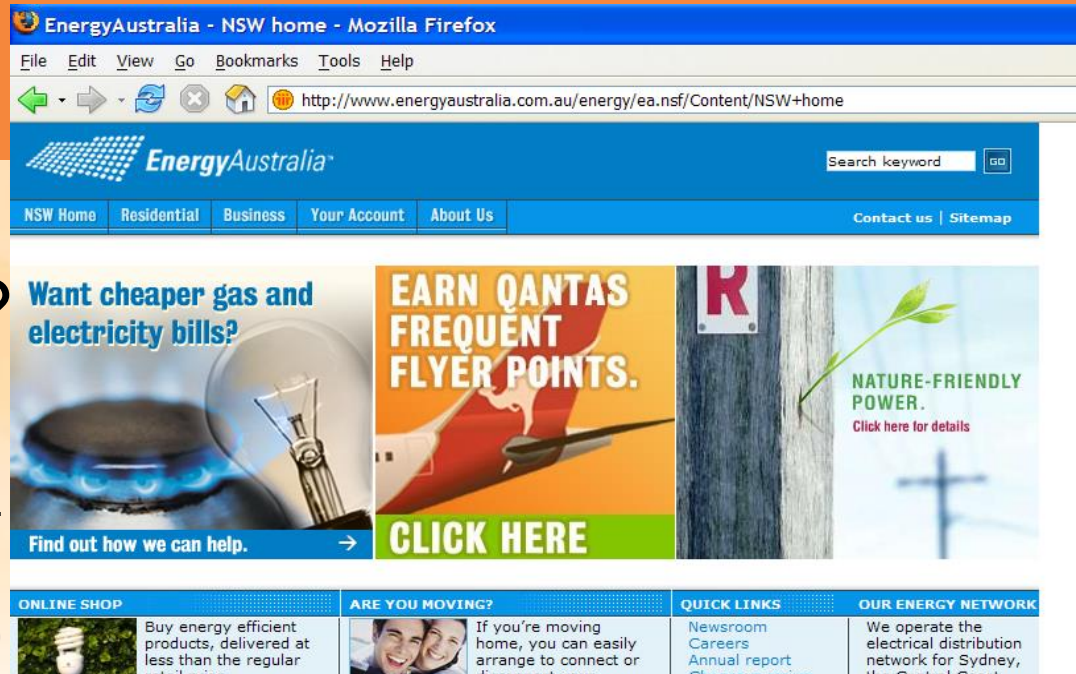 EnergyAustralia - NSW home - Mozilla Firefox
File Edit View Go Bookmarks Tools Help
http://www.energyaustralia.com.au/energy/ea.nsf/Content/NSW+home
EnergyAustralia
Search keyword GO
NSW Home Residential Business Your Account About Us
Contact us | Sitemap
Want cheaper gas and
electricity bills?
Find out how we can help.
EARN QANTAS
FREQUENT
FLYER POINTS.
CLICK HERE
R
NATURE-FRIENDLY
POWER.
Click here for details
ONLINE SHOP
Buy energy efficient
products, delivered at
less than the regular
ARE YOU MOVING?
If you're moving
home, you can easily
arrange to connect or
QUICK LINKS
Newsroom
Careers
Annual report
OUR ENERGY NETWORK
We operate the
electrical distribution
network for Sydney,